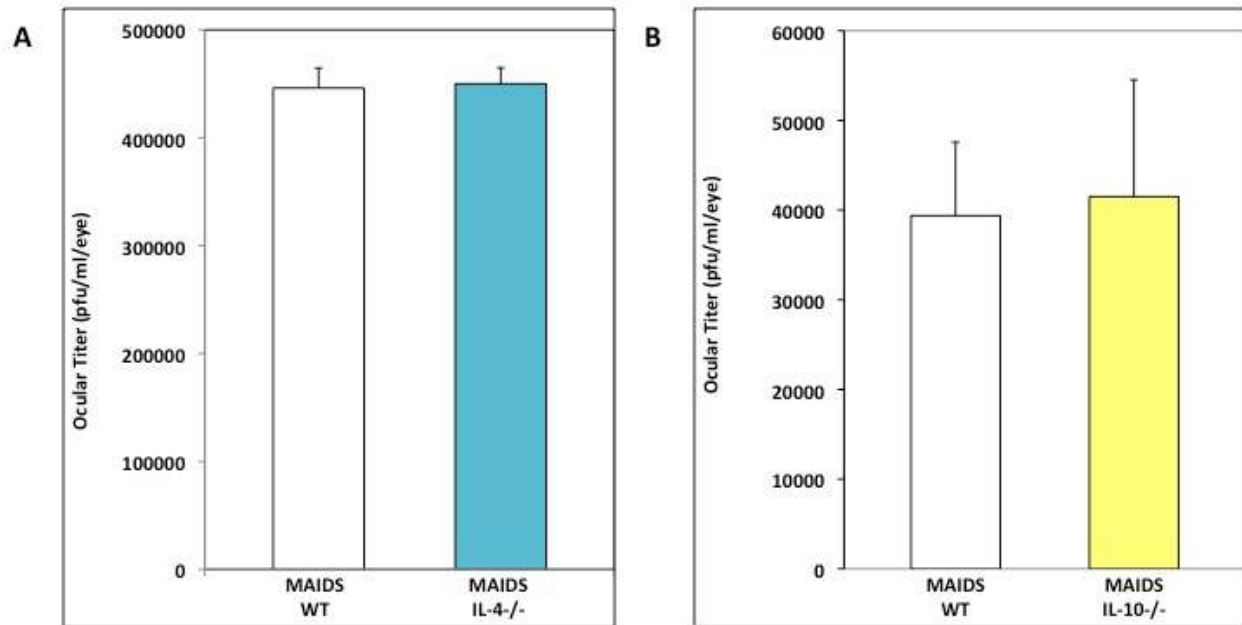 A
Ocular Titer (pfu/ml/eye)
500000
400000
300000
200000
100000
0
MAIDS
WT
MAIDS
IL-4-/-
B
Ocular Titer (pfu/ml/eye)
60000
50000
40000
30000
20000
10000
0
MAIDS
WT
MAIDS
IL-10-/-